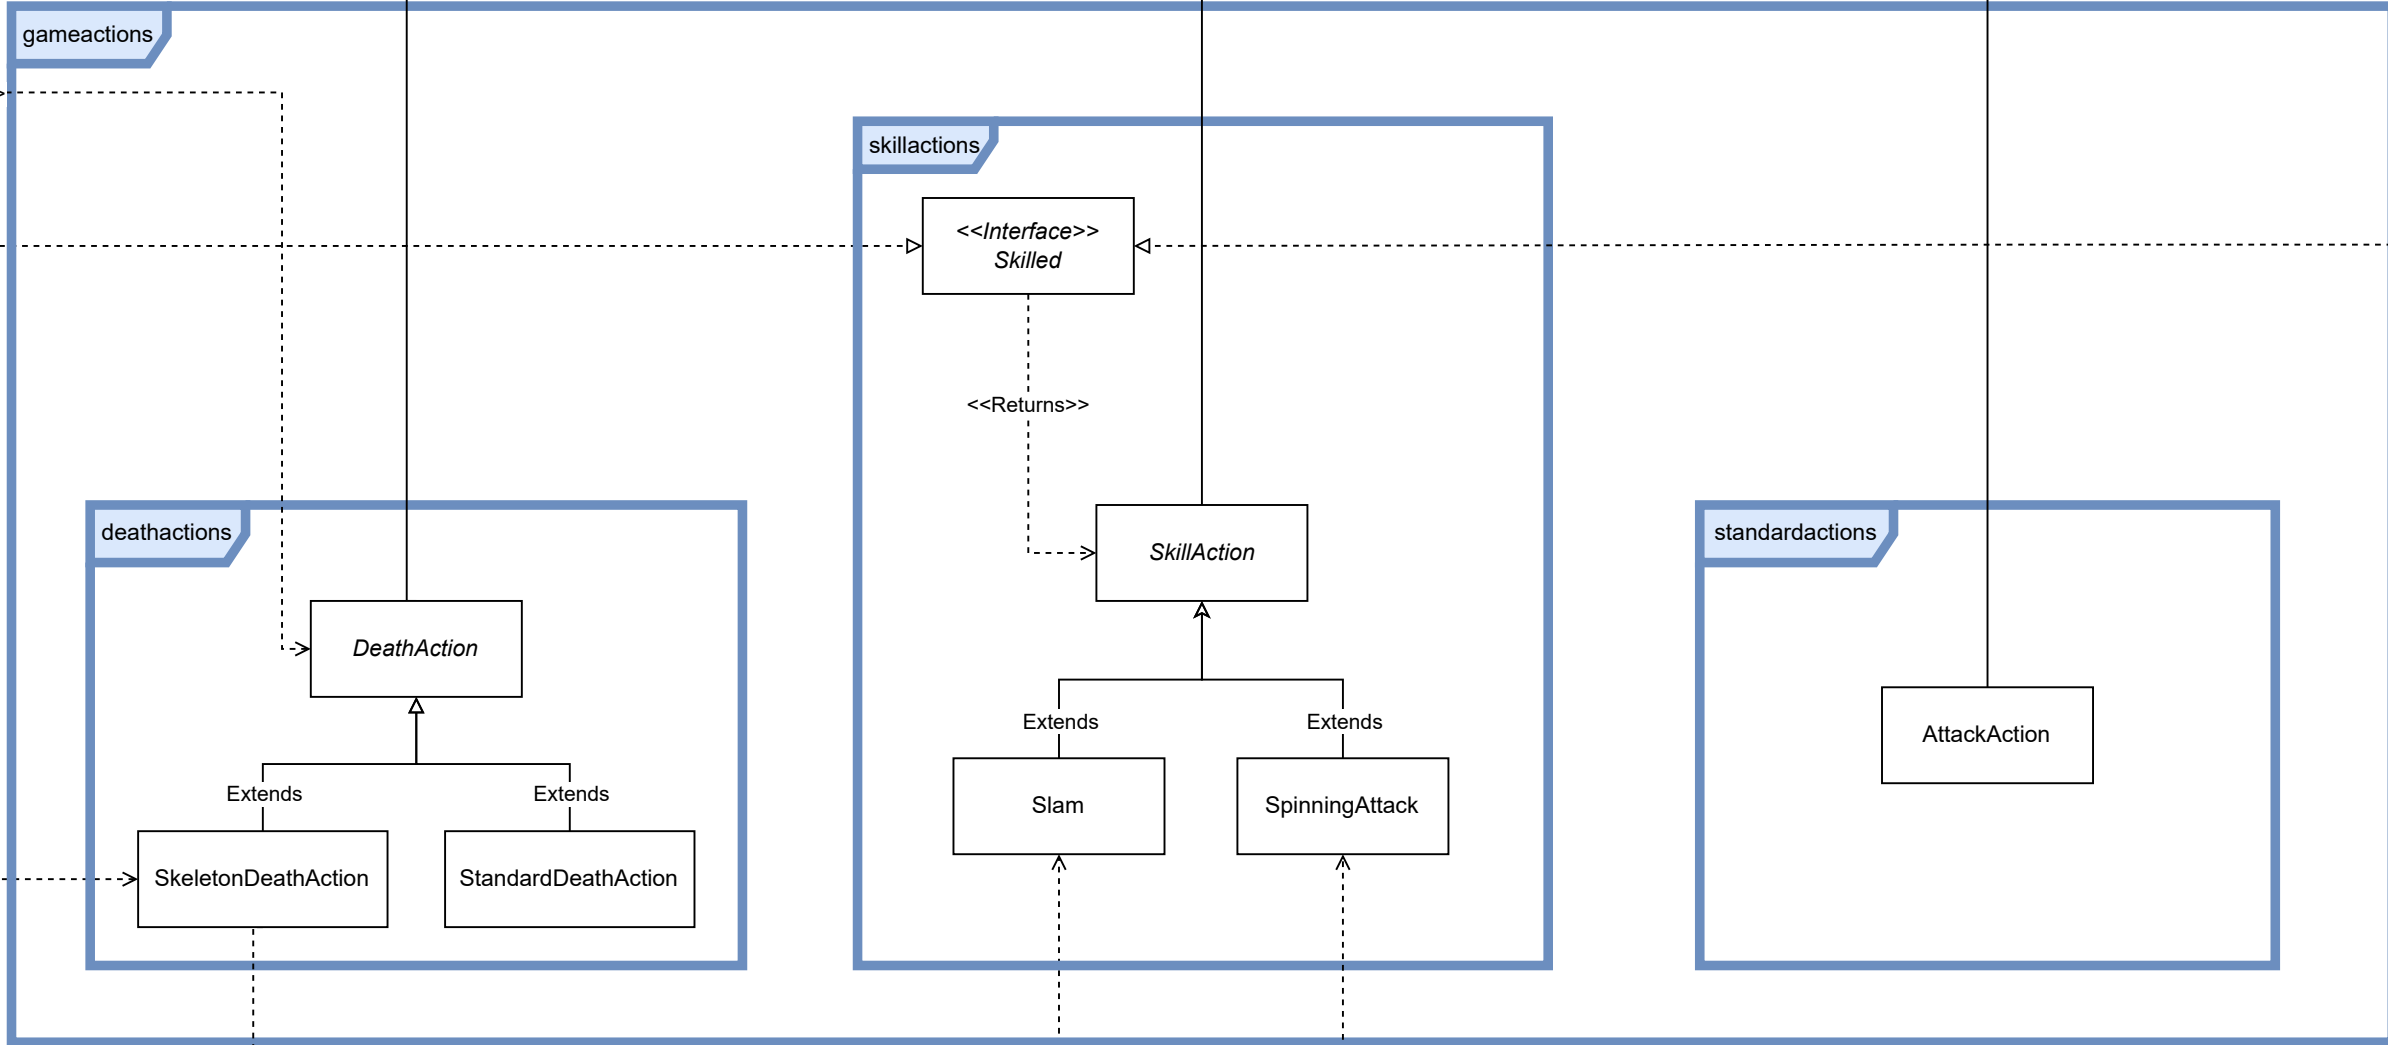 gameactions
skillactions
<<Interface>>
Skilled
<<Returns>>
deathactions
standardactions
SkillAction
DeathAction
Extends
Extends
AttackAction
Extends
Extends
Slam
SpinningAttack
SkeletonDeathAction
StandardDeathAction